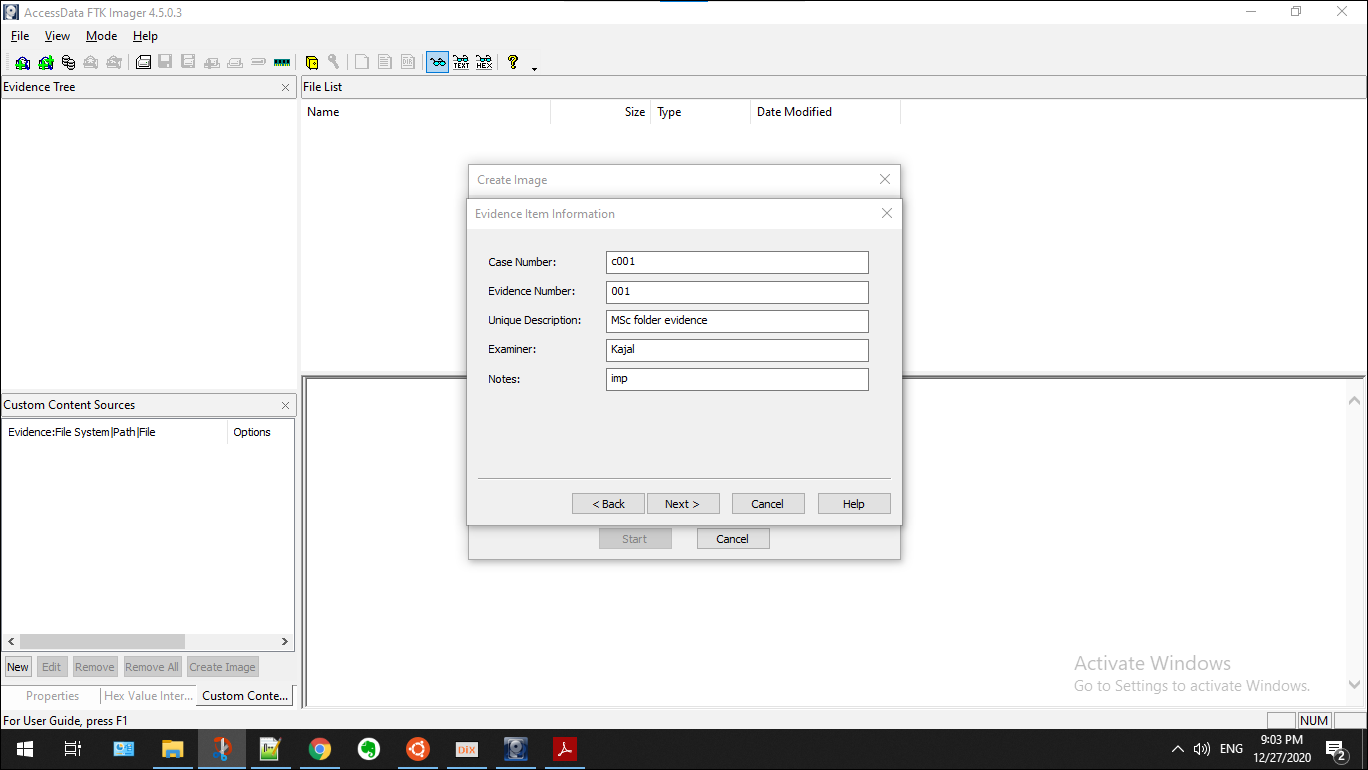 AccessData FTK Imager 4.5.0.3
File View Mode Help
TEXT HEX ?
Evidence Tree
File List
Name Size Type Date Modified
Create Image
Evidence Item Information
Case Number: c001
Evidence Number: 001
Unique Description: MSc folder evidence
Examiner: Kajal
Notes: imp
< Back Next > Cancel Help
Start Cancel
Custom Content Sources
Evidence:File System|Path|File Options
New Edit Remove Remove All Create Image
Properties Hex Value Inter... Custom Conte...
Activate Windows
Go to Settings to activate Windows.
For User Guide, press F1
NUM
DiX
ENG
9:03 PM
12/27/2020
2